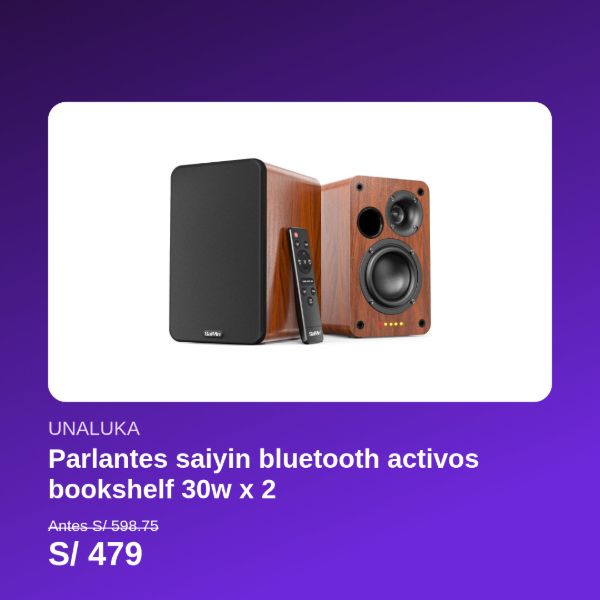 UNALUKA
Parlantes saiyin bluetooth activos
bookshelf 30w x 2
Antes S/ 598.75
S/ 479